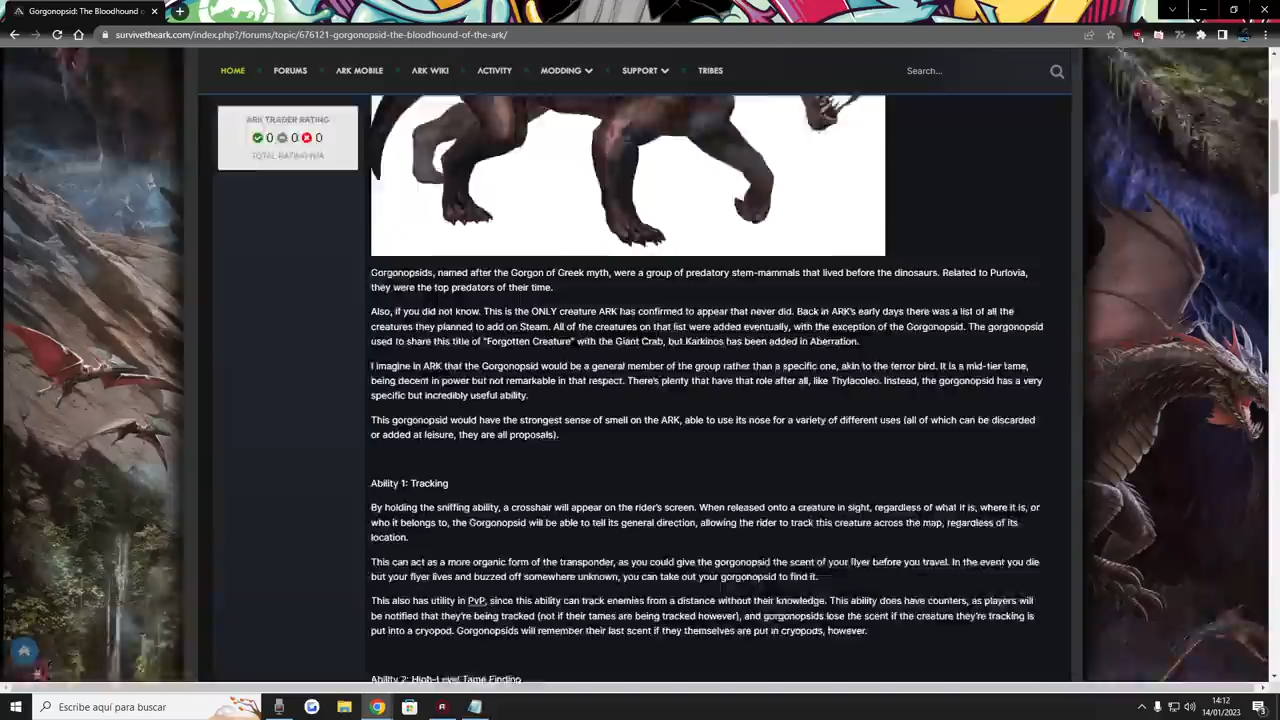 Gorgonopsid: The Bloodhound o
survivetheark.com/index.php?/forums/topic/676121-gorgonopsid-the-bloodhound-of-the-ark/
HOME FORUMS ARK MOBILE ARK WIKI ACTIVITY MODDING SUPPORT TRIBES Search...
ARK TRADER RATING
0 0 0
TOTAL RATING N/A
Gorgonopsids, named after the Gorgon of Greek myth, were a group of predatory stem-mammals that lived before the dinosaurs. Related to Purlovia,
they were the top predators of their time.
Also, if you did not know. This is the ONLY creature ARK has confirmed to appear that never did. Back in ARK's early days there was a list of all the
creatures they planned to add on Steam. All of the creatures on that list were added eventually, with the exception of the Gorgonopsid. The gorgonopsid
used to share this title of "Forgotten Creature" with the Giant Crab, but Karkinos has been added in Aberration.
I imagine in ARK that the Gorgonopsid would be a general member of the group rather than a specific one, akin to the terror bird. It is a mid-tier tame,
being decent in power but not remarkable in that respect. There's plenty that have that role after all, like Thylacoleo. Instead, the gorgonopsid has a very
specific but incredibly useful ability.
This gorgonopsid would have the strongest sense of smell on the ARK, able to use its nose for a variety of different uses (all of which can be discarded
or added at leisure, they are all proposals).
Ability 1: Tracking
By holding the sniffing ability, a crosshair will appear on the rider's screen. When released onto a creature in sight, regardless of what it is, where it is, or
who it belongs to, the Gorgonopsid will be able to tell its general direction, allowing the rider to track this creature across the map, regardless of its
location.
This can act as a more organic form of the transponder, as you could give the gorgonopsid the scent of your flyer before you travel. In the event you die
but your flyer lives and buzzed off somewhere unknown, you can take out your gorgonopsid to find it.
This also has utility in PvP, since this ability can track enemies from a distance without their knowledge. This ability does have counters, as players will
be notified that they're being tracked (not if their tames are being tracked however), and gorgonopsids lose the scent if the creature they're tracking is
put into a cryopod. Gorgonopsids will remember their last scent if they themselves are put in cryopods, however.
Ability 2: High-Level Tame Finding
Escribe aquí para buscar
14:12
14/01/2023
3